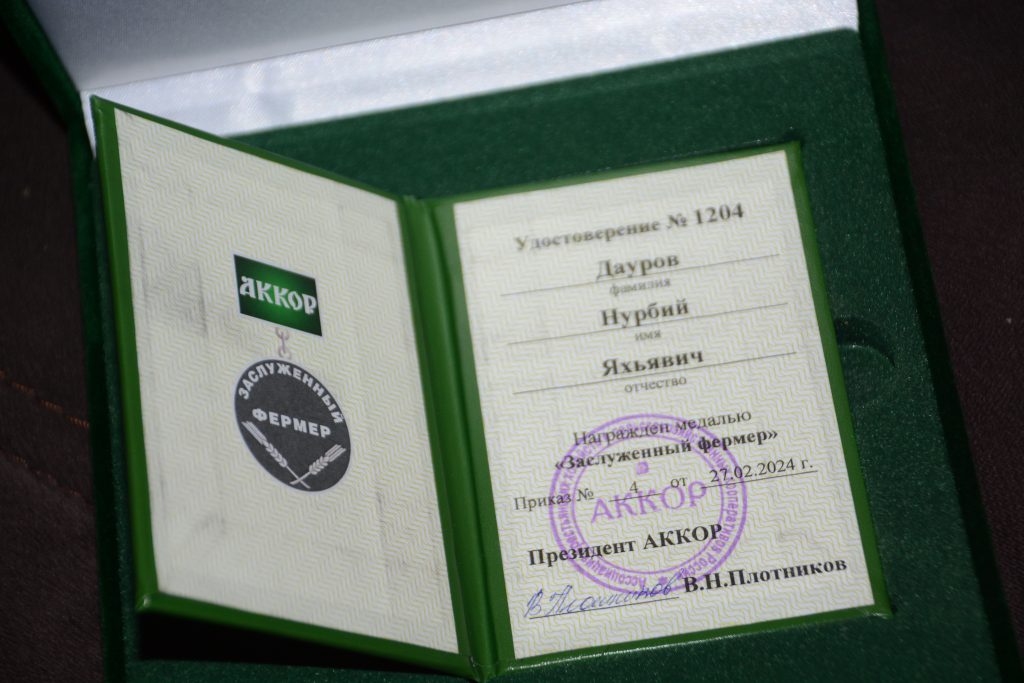 АККОР
ЗАСЛУЖЕННЫЙ
ФЕРМЕР
Удостоверение № 1204
Дауров
фамилия
Нурбий
имя
Яхьявич
отчество
Награжден медалью
«Заслуженный фермер»
Приказ № 4 от 27.02.2024 г.
АККОР
Президент АККОР
В.Н.Плотников